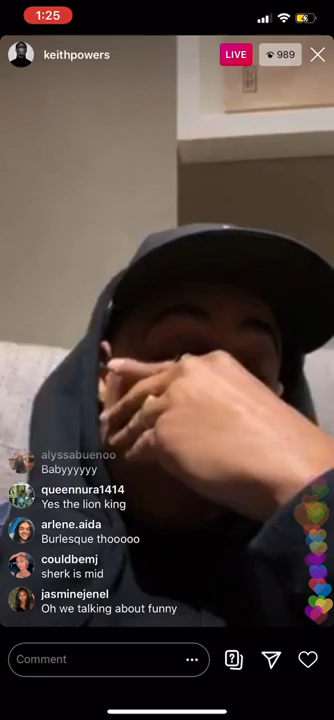 1:25
keithpowers
LIVE
989
alyssabuenoo
Babyyyyyy
queennura1414
Yes the lion king
arlene.aida
Burlesque thooooo
couldbemj
sherk is mid
jasminejenel
Oh we talking about funny
Comment